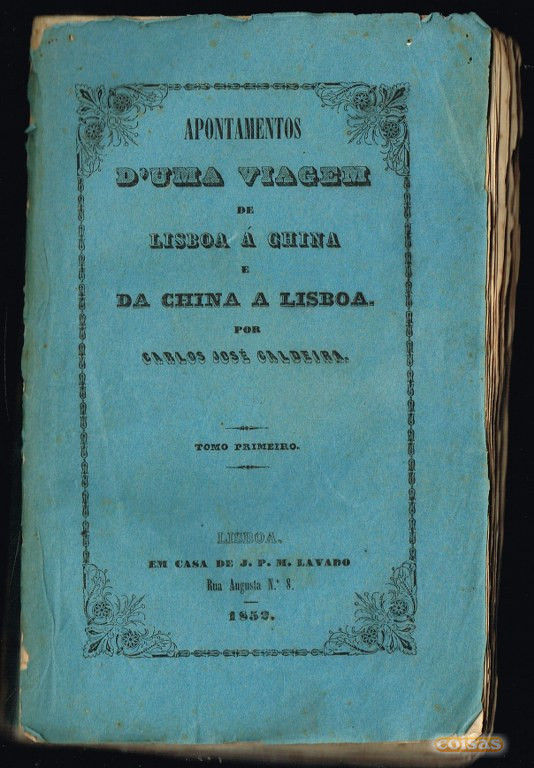 APONTAMENTOS
D'UMA VIAGEM
DE
LISBOA Á CHINA
E
DA CHINA A LISBOA.
POR
CARLOS JOSÉ CALDEIRA.
TOMO PRIMEIRO.
LISBOA.
EM CASA DE J. P. M. LAVADO
Rua Augusta N.º 8.
1852.
coisas